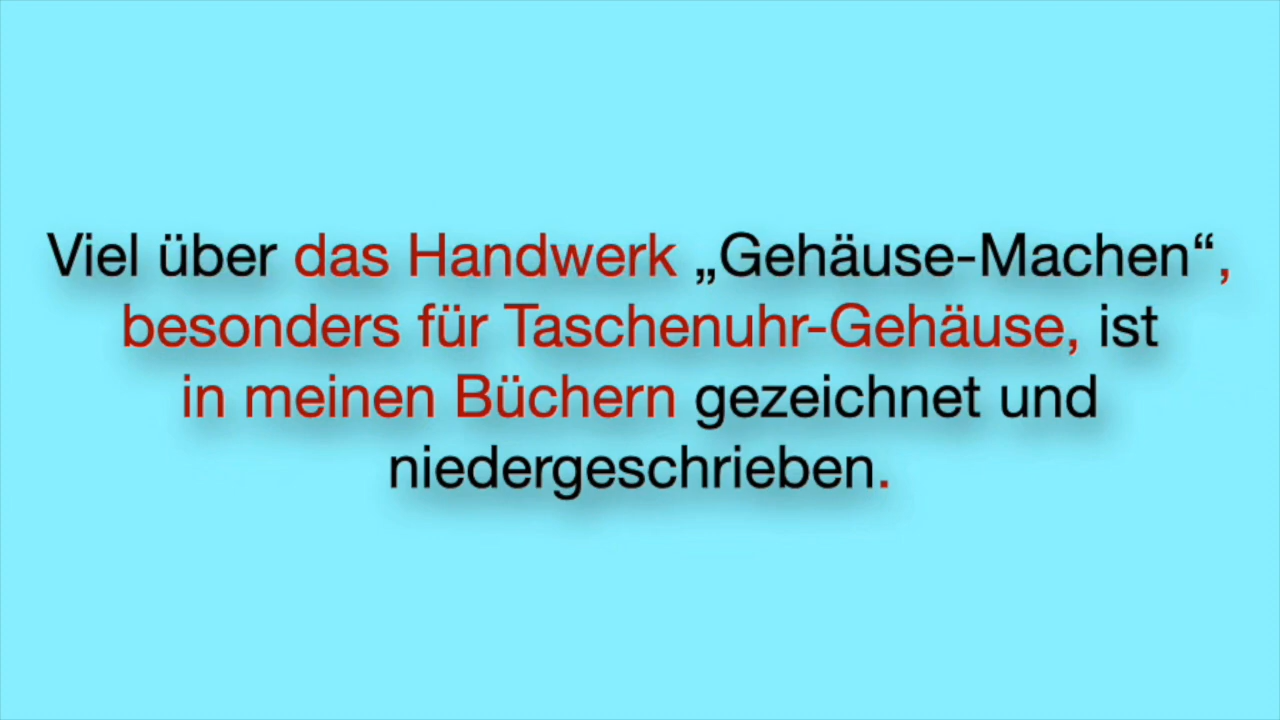 Viel über das Handwerk „Gehäuse-Machen“,
besonders für Taschenuhr-Gehäuse, ist
in meinen Büchern gezeichnet und
niedergeschrieben.